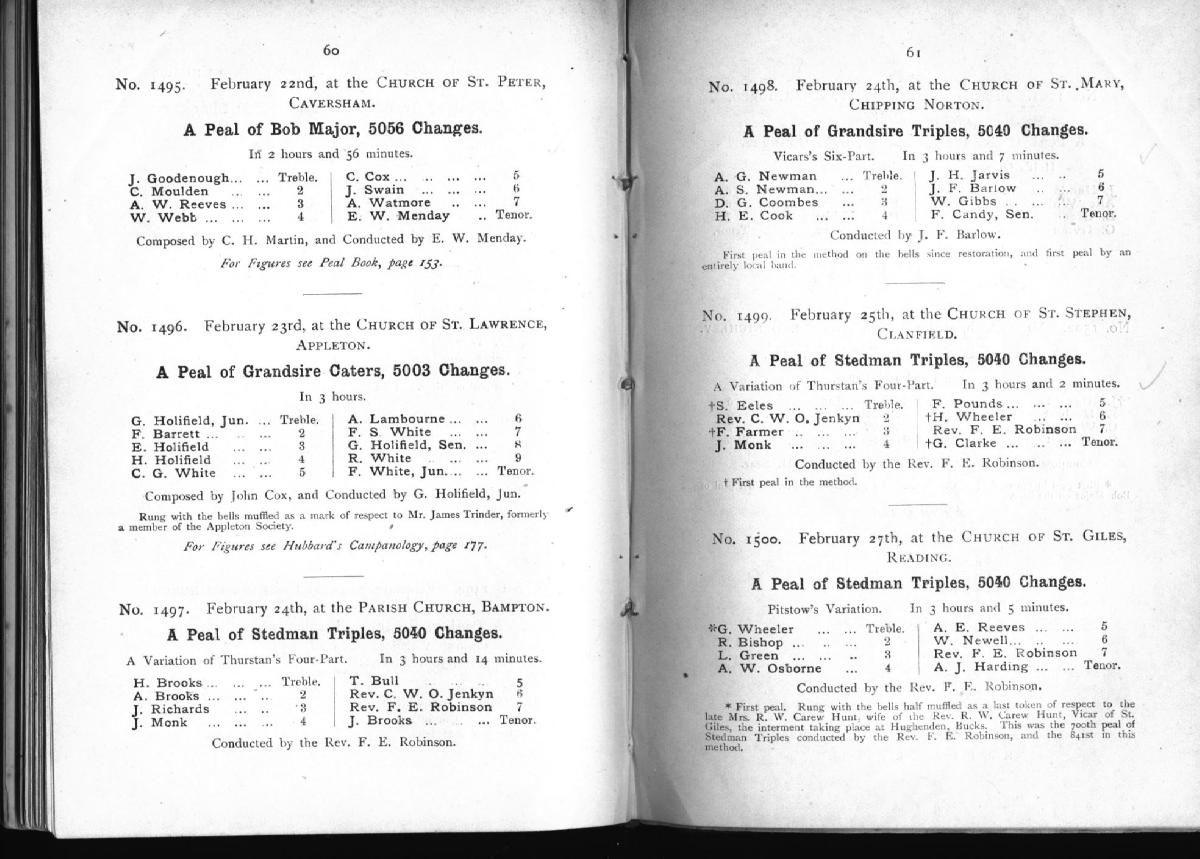 60
No. 1495. February 22nd, at the CHURCH OF ST. PETER,
CAVERSHAM.
A Peal of Bob Major, 5056 Changes.
In 2 hours and 56 minutes.
J. Goodenough... ... Treble. C. Cox ... ... ... ... 5
C. Moulden ... ... 2 J. Swain ... ... ... 6
A. W. Reeves ... ... 3 A. Watmore ... ... 7
W. Webb ... ... ... 4 E. W. Menday .. Tenor.
Composed by C. H. Martin, and Conducted by E. W. Menday.
For Figures see Peal Book, page 153.
No. 1496. February 23rd, at the CHURCH OF ST. LAWRENCE,
APPLETON.
A Peal of Grandsire Caters, 5003 Changes.
In 3 hours.
G. Holifield, Jun. ... Treble. A. Lambourne ... ... 6
F. Barrett ... ... ... 2 F. S. White ... ... 7
E. Holifield ... ... 3 G. Holifield, Sen. ... 8
H. Holifield ... ... 4 R. White ... ... ... 9
C. G. White ... ... 5 F. White, Jun. ... ... Tenor.
Composed by John Cox, and Conducted by G. Holifield, Jun.
Rung with the bells muffled as a mark of respect to Mr. James Trinder, formerly
a member of the Appleton Society.
For Figures see Hubbard's Campanology, page 177.
No. 1497. February 24th, at the PARISH CHURCH, BAMPTON.
A Peal of Stedman Triples, 5040 Changes.
A Variation of Thurstan's Four-Part. In 3 hours and 14 minutes.
H. Brooks ... ... ... Treble. T. Bull ... ... ... 5
A. Brooks ... ... ... 2 Rev. C. W. O. Jenkyn 6
J. Richards ... ... 3 Rev. F. E. Robinson 7
J. Monk ... ... ... 4 J. Brooks ... ... Tenor.
Conducted by the Rev. F. E. Robinson.
61
No. 1498. February 24th, at the CHURCH OF ST. MARY,
CHIPPING NORTON.
A Peal of Grandsire Triples, 5040 Changes.
Vicars's Six-Part. In 3 hours and 7 minutes.
A. G. Newman ... Treble. J. H. Jarvis ... ... 5
A. S. Newman... ... 2 J. F. Barlow ... ... 6
D. G. Coombes ... 3 W. Gibbs ... ... ... 7
H. E. Cook ... ... 4 F. Candy, Sen. .. Tenor.
Conducted by J. F. Barlow.
First peal in the method on the bells since restoration, and first peal by an
entirely local band.
No. 1499. February 25th, at the CHURCH OF ST. STEPHEN,
CLANFIELD.
A Peal of Stedman Triples, 5040 Changes.
A Variation of Thurstan's Four-Part. In 3 hours and 2 minutes.
†S. Eeles ... ... ... Treble. F. Pounds ... ... ... 5
Rev. C. W. O. Jenkyn 2 †H. Wheeler ... ... 6
†F. Farmer ... ... ... 3 Rev. F. E. Robinson 7
J. Monk ... ... ... 4 †G. Clarke ... ... ... Tenor.
Conducted by the Rev. F. E. Robinson.
† First peal in the method.
No. 1500. February 27th, at the CHURCH OF ST. GILES,
READING.
A Peal of Stedman Triples, 5040 Changes.
Pitstow's Variation. In 3 hours and 5 minutes.
*G. Wheeler ... ... Treble. A. E. Reeves ... ... 5
R. Bishop ... ... ... 2 W. Newell... ... ... 6
L. Green ... ... ... 3 Rev. F. E. Robinson 7
A. W. Osborne .. 4 A. J. Harding ... ... Tenor.
Conducted by the Rev. F. E. Robinson.
* First peal. Rung with the bells half muffled as a last token of respect to the
late Mrs. R. W. Carew Hunt, wife of the Rev. R. W. Carew Hunt, Vicar of St.
Giles, the interment taking place at Hughenden, Bucks. This was the 700th peal of
Stedman Triples conducted by the Rev. F. E. Robinson, and the 841st in this
method.